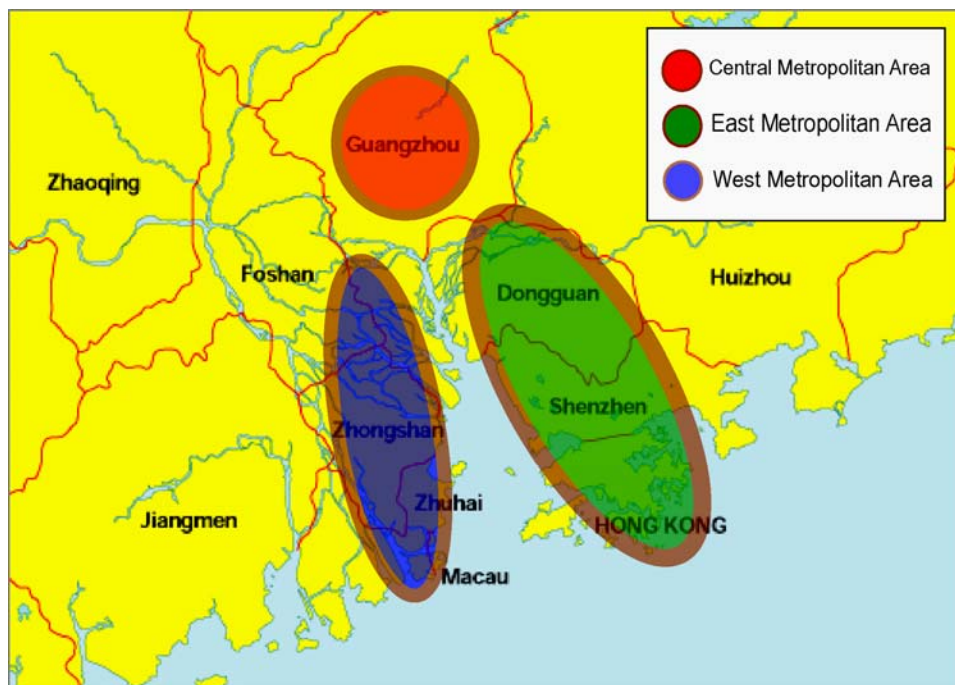 Central Metropolitan Area
East Metropolitan Area
West Metropolitan Area
Guangzhou
Zhaoqing
Foshan
Huizhou
Dongguan
Shenzhen
Zhongshan
Zhuhai
Jiangmen
HONG KONG
Macau